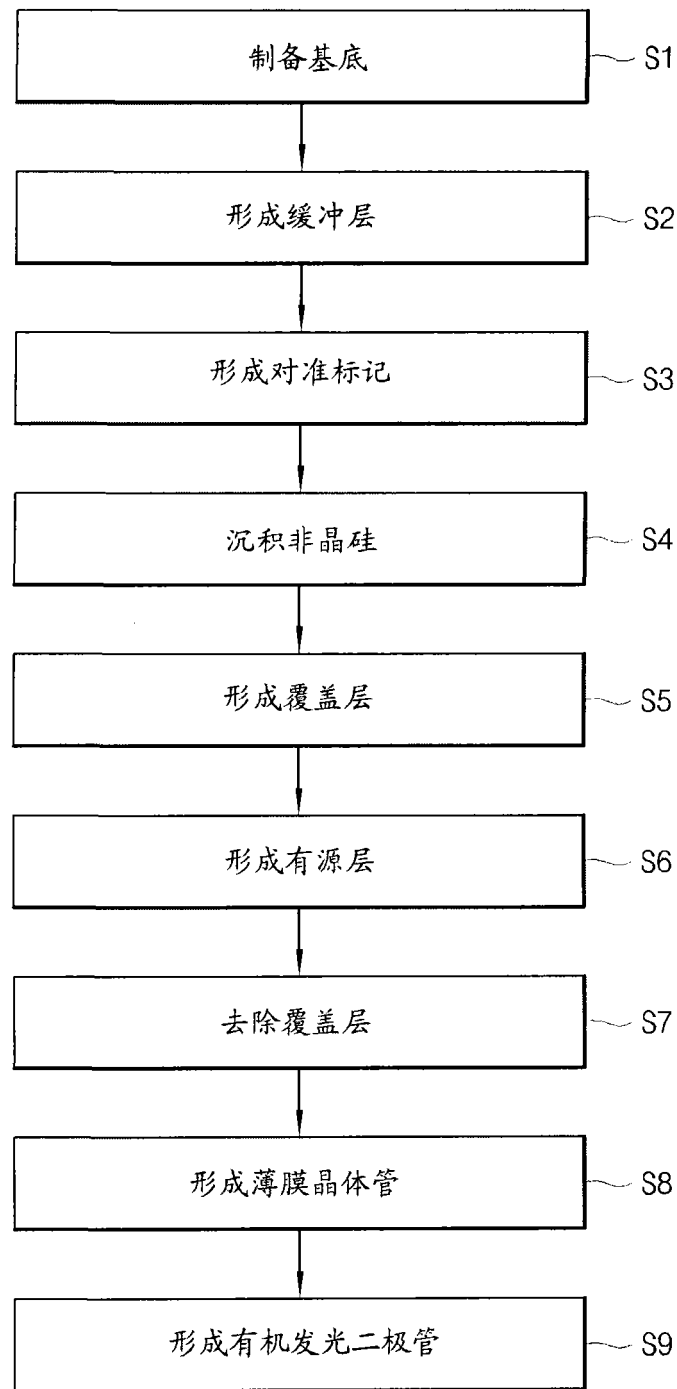 制备基底 S1
形成缓冲层 S2
形成对准标记 S3
沉积非晶硅 S4
形成覆盖层 S5
形成有源层 S6
去除覆盖层 S7
形成薄膜晶体管 S8
形成有机发光二极管 S9